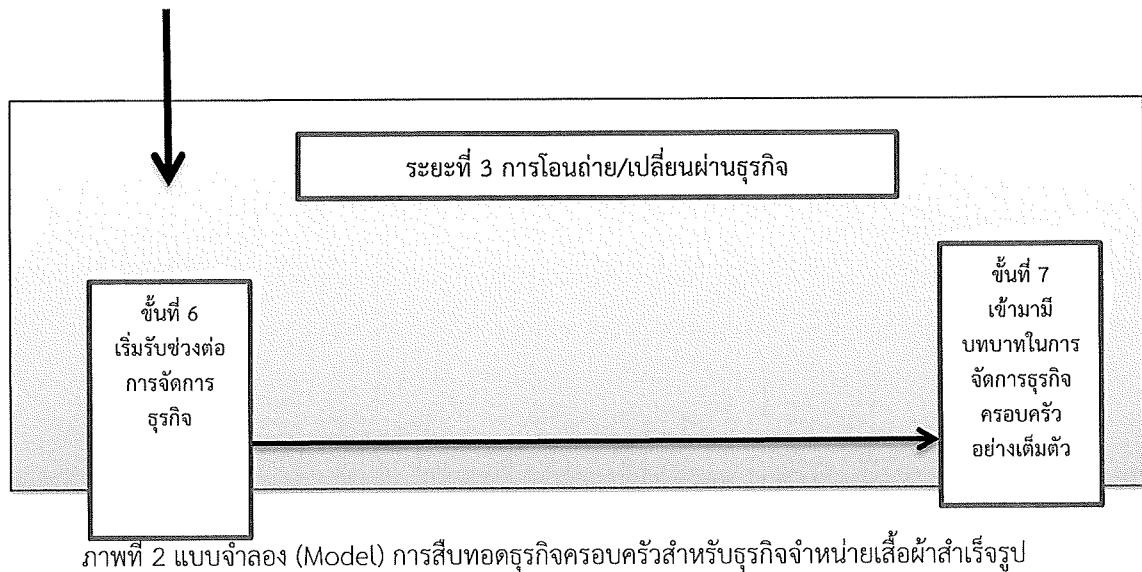 ระยะที่ 3 การโอนถ่าย/เปลี่ยนผ่านธุรกิจ
ขั้นที่ 6
เริ่มรับช่วงต่อ
การจัดการ
ธุรกิจ
ขั้นที่ 7
เข้ามามี
บทบาทในการ
จัดการธุรกิจ
ครอบครัว
อย่างเต็มตัว
ภาพที่ 2 แบบจำลอง (Model) การสืบทอดธุรกิจครอบครัวสำหรับธุรกิจจำหน่ายเสื้อผ้าสำเร็จรูป